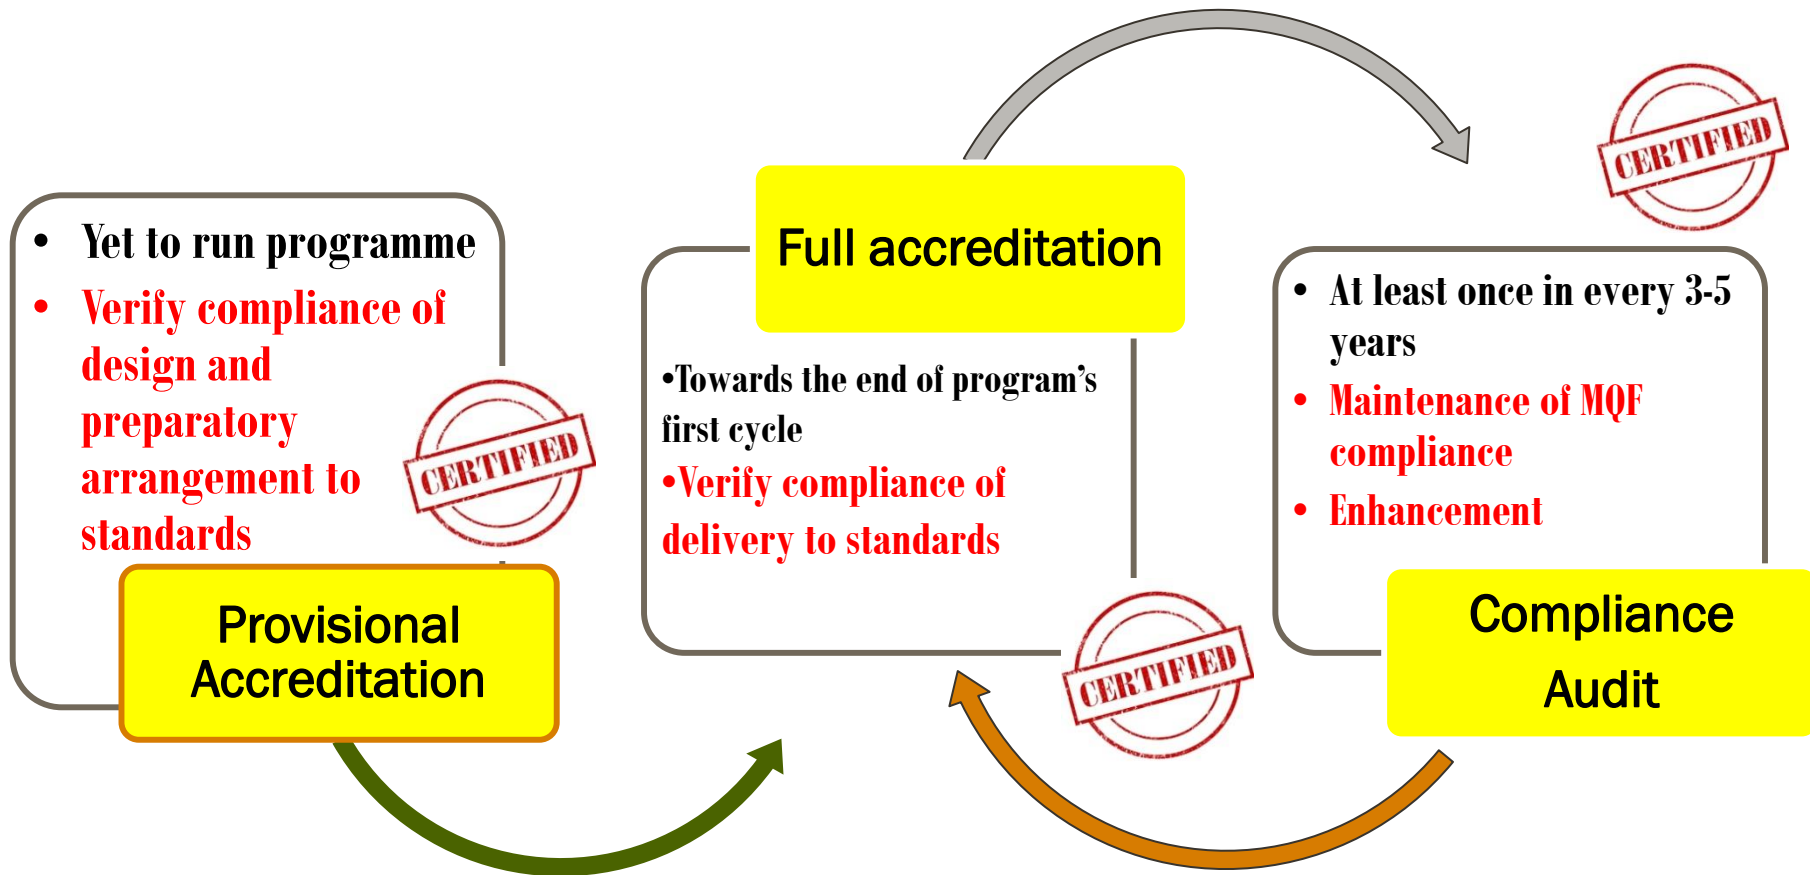 • Yet to run programme
• Verify compliance of
design and
preparatory
arrangement to
standards
CERTIFIED
Provisional
Accreditation
Full accreditation
•Towards the end of program’s
first cycle
•Verify compliance of
delivery to standards
CERTIFIED
CERTIFIED
• At least once in every 3-5
years
• Maintenance of MQF
compliance
• Enhancement
Compliance
Audit